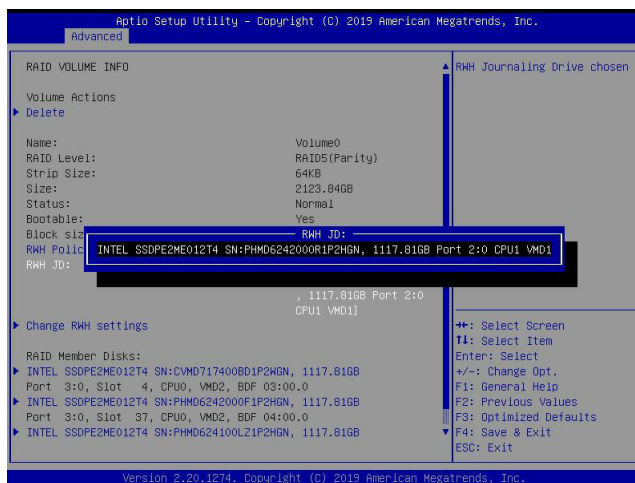 Aptio Setup Utility – Copyright (C) 2019 American Megatrends, Inc.
Advanced
RAID VOLUME INFO
Volume Actions
Delete
Name: Volume0
RAID Level: RAID5(Parity)
Strip Size: 64KB
Size: 2123.84GB
Status: Normal
Bootable: Yes
Block siz
RWH Polic
RWH JD:
RWH JD:
INTEL SSDPE2ME012T4 SN:PHMD6242000R1P2HGN, 1117.81GB Port 2:0 CPU1 VMD1
, 1117.81GB Port 2:0
CPU1 VMD1]
Change RWH settings
RAID Member Disks:
INTEL SSDPE2ME012T4 SN:CVMD717400BD1P2WGN, 1117.81GB
Port 3:0, Slot 4, CPU0, VMD2, BDF 03:00.0
INTEL SSDPE2ME012T4 SN:PHMD6242000F1P2HGN, 1117.81GB
Port 3:0, Slot 37, CPU0, VMD2, BDF 04:00.0
INTEL SSDPE2ME012T4 SN:PHMD624100LZ1P2HGN, 1117.81GB
RWH Journaling Drive chosen
→←: Select Screen
↑↓: Select Item
Enter: Select
+/-: Change Opt.
F1: General Help
F2: Previous Values
F3: Optimized Defaults
F4: Save & Exit
ESC: Exit
Version 2.20.1274. Copyright (C) 2019 American Megatrends, Inc.